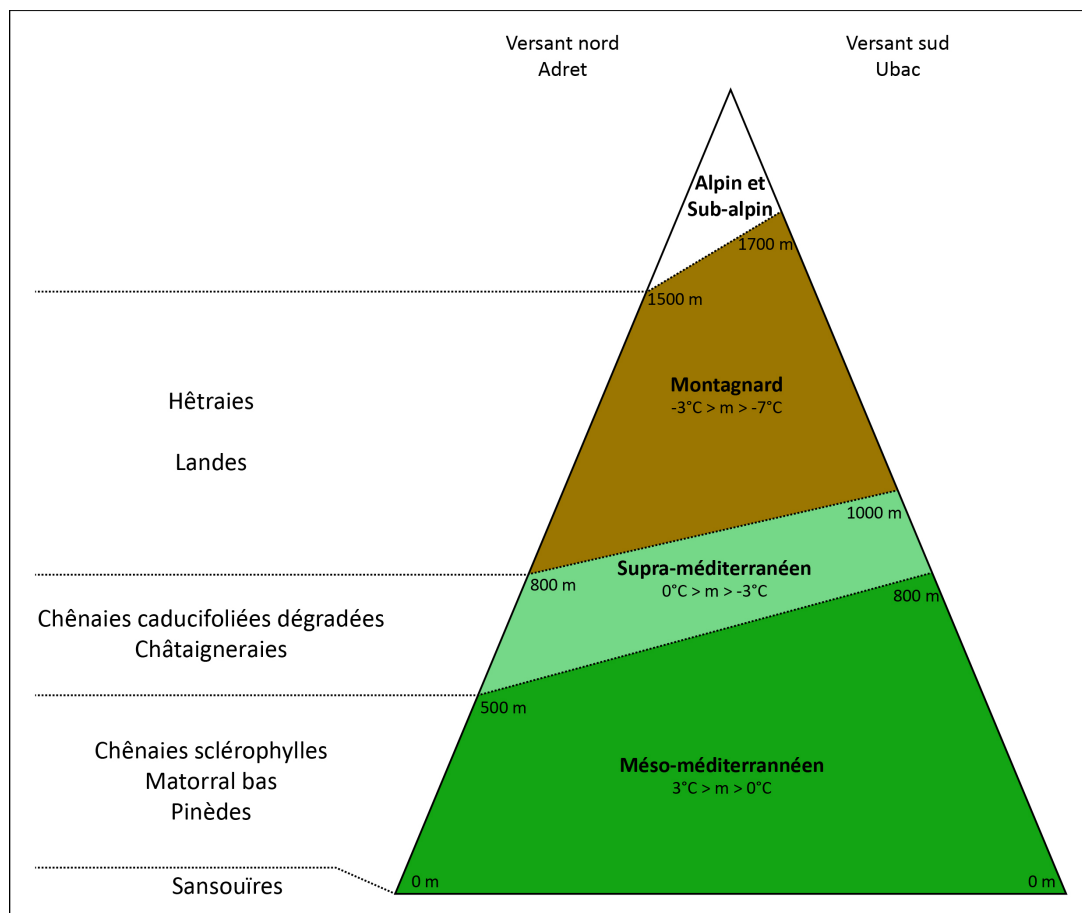 Versant nord
Adret
Versant sud
Ubac
Alpin et
Sub-alpin
1700 m
1500 m
Hêtraies
Landes
Montagnard
-3°C > m > -7°C
1000 m
800 m
Supra-méditerranéen
0°C > m > -3°C
800 m
Chênaies caducifoliées dégradées
Châtaigneraies
500 m
Chênaies sclérophylles
Matorral bas
Pinèdes
Méso-méditerrannéen
3°C > m > 0°C
Sansouïres
0 m
0 m